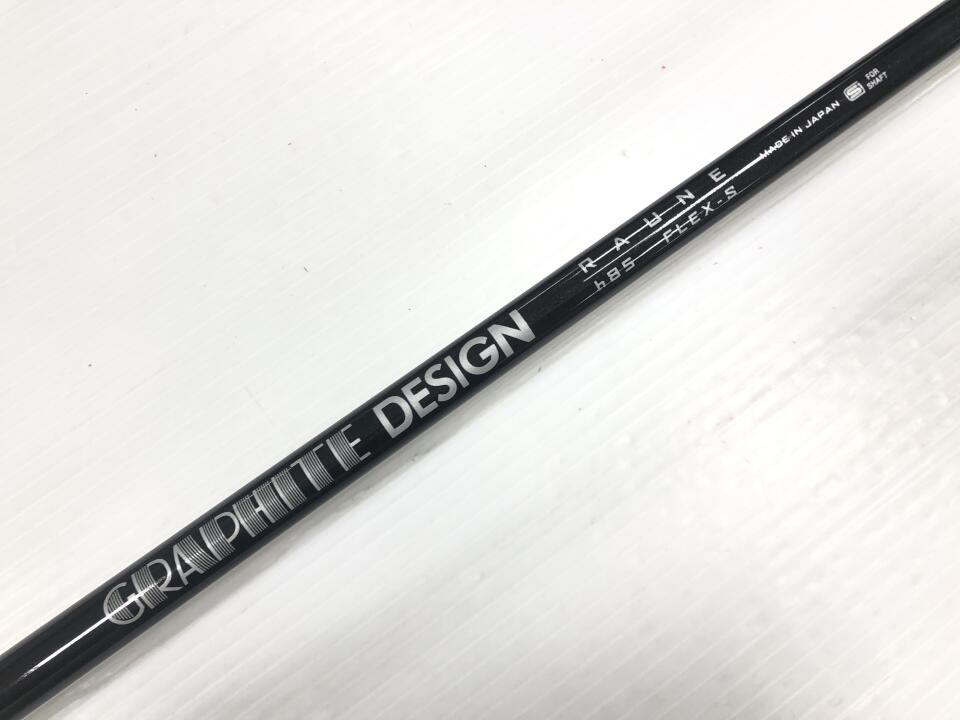 GRAPHITE DESIGN
RAUNE
h85 FLEX-S
MADE IN JAPAN
S FOR
SHAFT